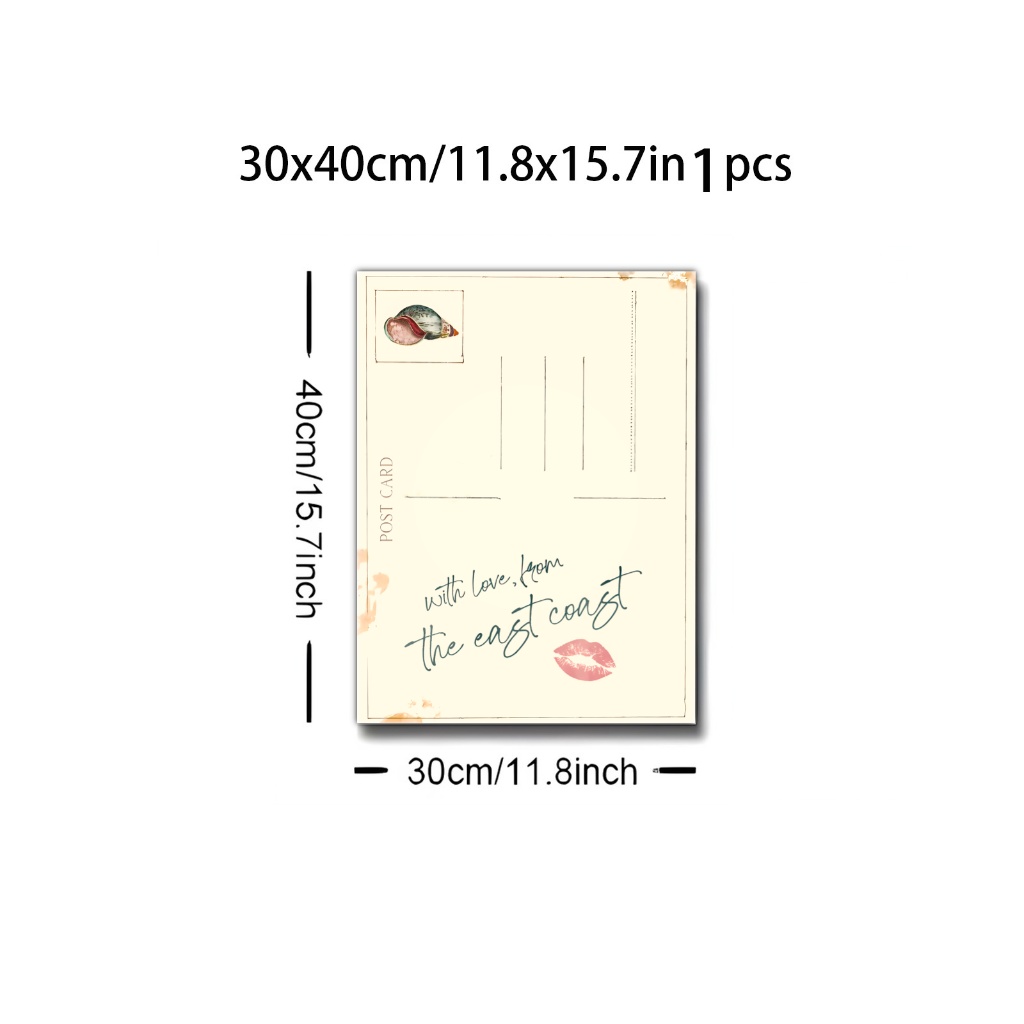 30x40cm/11.8x15.7in 1 pcs
40cm/15.7inch
POST CARD
with love, from
the east coast
30cm/11.8inch